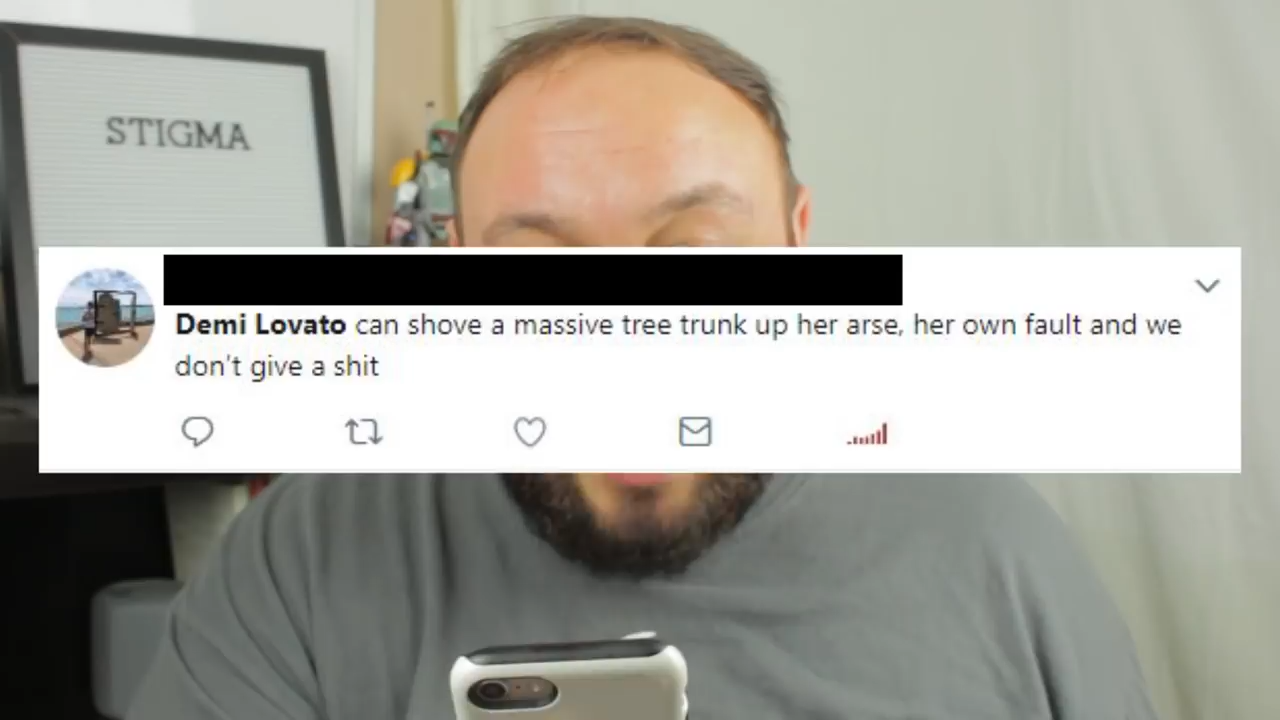 STIGMA
Demi Lovato can shove a massive tree trunk up her arse, her own fault and we
don't give a shit